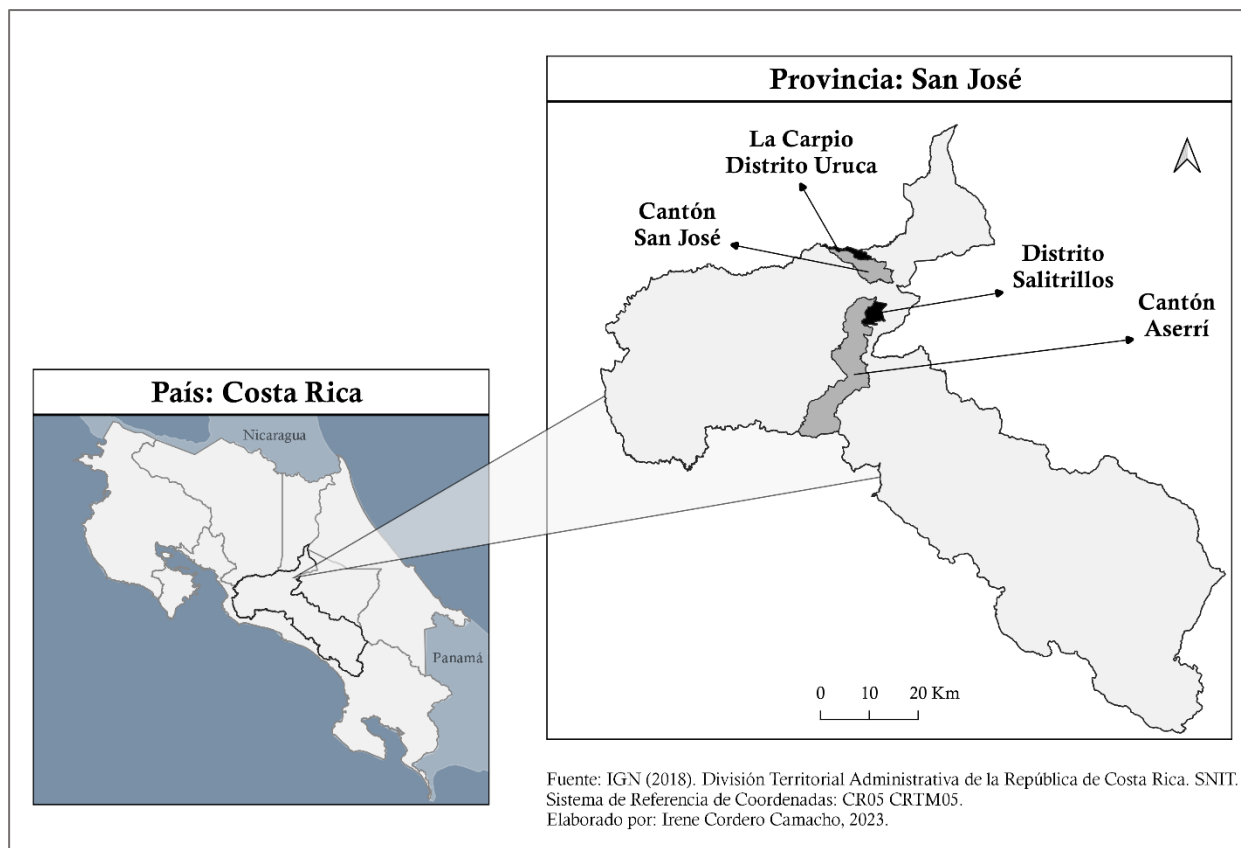 Provincia: San José
La Carpio
Distrito Uruca
Cantón
San José
Distrito
Salitrillos
Cantón
Aserrí
0 10 20 Km
País: Costa Rica
Nicaragua
Panamá
Fuente: IGN (2018). División Territorial Administrativa de la República de Costa Rica. SNIT.
Sistema de Referencia de Coordenadas: CR05 CRTM05.
Elaborado por: Irene Cordero Camacho, 2023.